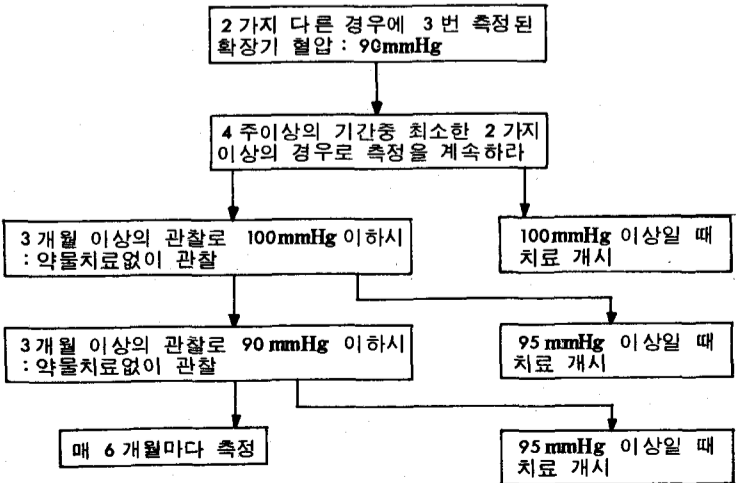 2 가지 다른 경우에 3 번 측정된
확장기 혈압 : 90mmHg
4 주이상의 기간중 최소한 2 가지
이상의 경우로 측정을 계속하라
3 개월 이상의 관찰로 100mmHg 이하시
: 약물치료없이 관찰
100mmHg 이상일 때
치료 개시
3 개월 이상의 관찰로 90 mmHg 이하시
: 약물치료없이 관찰
95 mmHg 이상일 때
치료 개시
매 6 개월마다 측정
95 mmHg 이상일 때
치료 개시